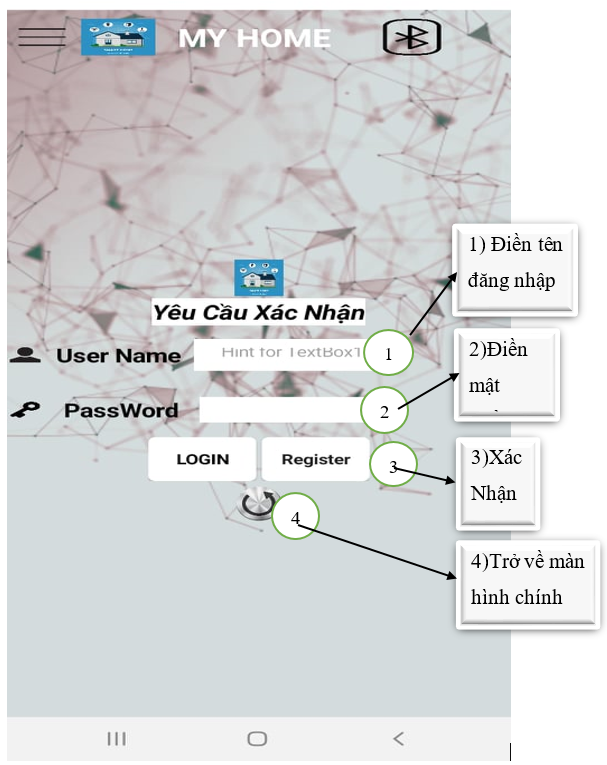 MY HOME
Yêu Cầu Xác Nhận
User Name
Hint for TextBox1
1
PassWord
2
LOGIN
Register
3
4
1) Điền tên
đăng nhập
2)Điền
mật
3)Xác
Nhận
4)Trở về màn
hình chính